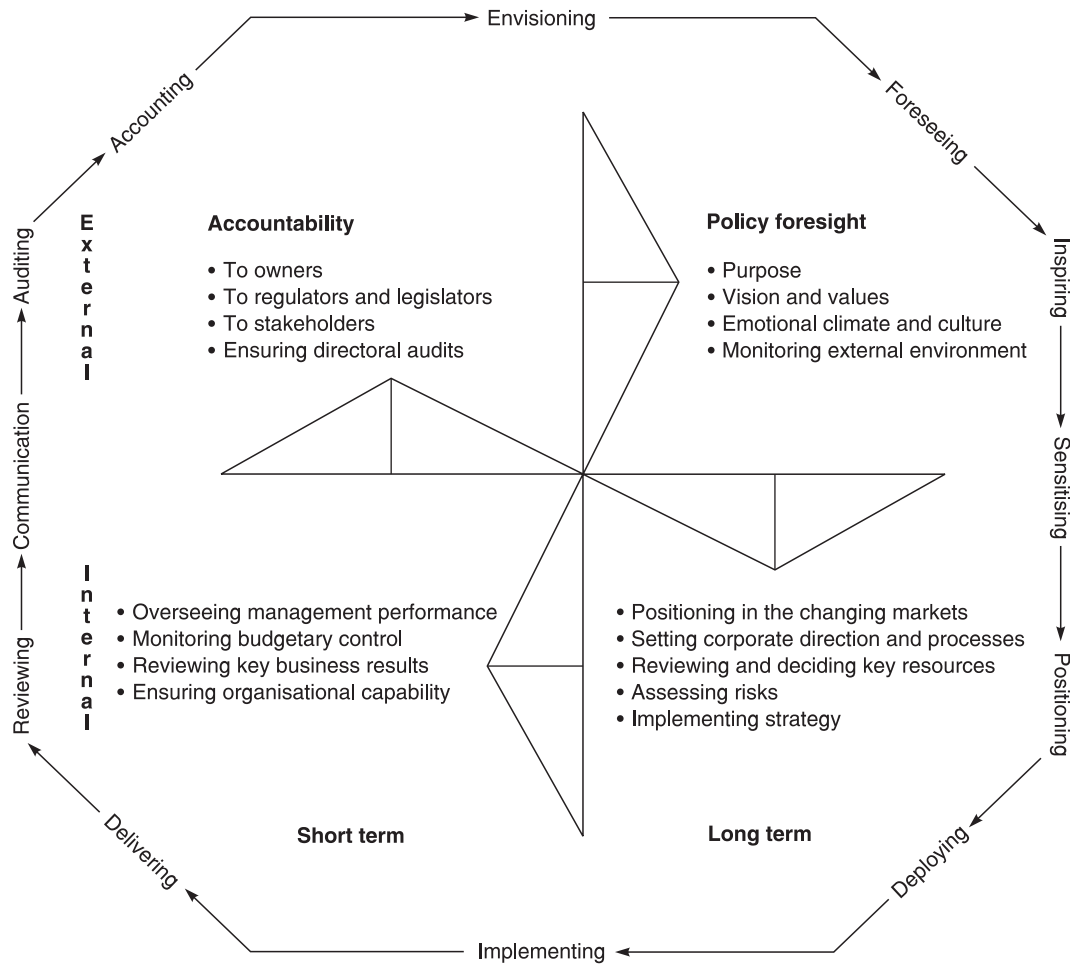 Envisioning
Foreseeing
Inspiring
Sensitising
Positioning
Deploying
Implementing
Delivering
Reviewing
Communication
Auditing
Accounting
External
Accountability
• To owners
• To regulators and legislators
• To stakeholders
• Ensuring directoral audits
Policy foresight
• Purpose
• Vision and values
• Emotional climate and culture
• Monitoring external environment
Internal
• Overseeing management performance
• Monitoring budgetary control
• Reviewing key business results
• Ensuring organisational capability
• Positioning in the changing markets
• Setting corporate direction and processes
• Reviewing and deciding key resources
• Assessing risks
• Implementing strategy
Short term
Long term